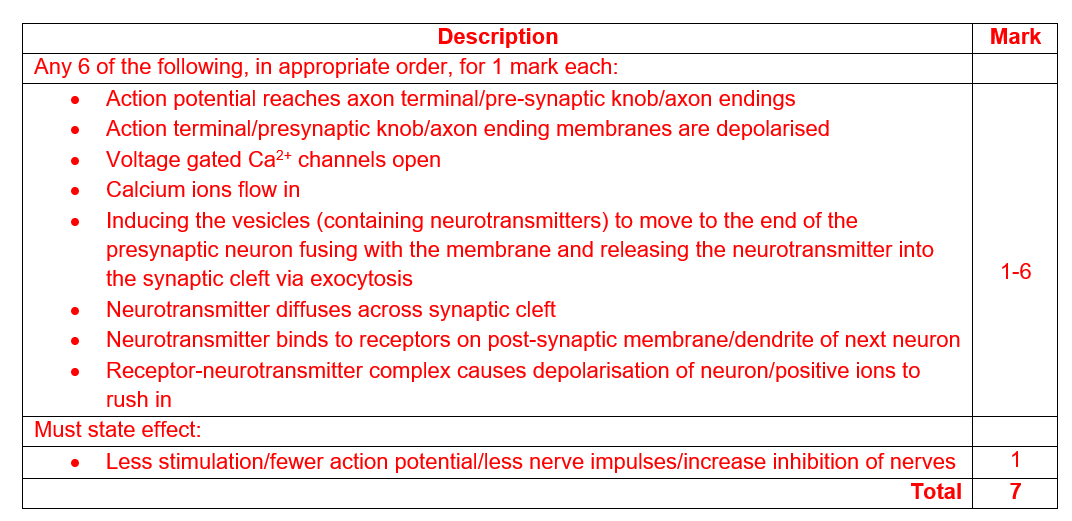 Description Mark
Any 6 of the following, in appropriate order, for 1 mark each:
• Action potential reaches axon terminal/pre-synaptic knob/axon endings
• Action terminal/presynaptic knob/axon ending membranes are depolarised
• Voltage gated Ca²⁺ channels open
• Calcium ions flow in
• Inducing the vesicles (containing neurotransmitters) to move to the end of the
presynaptic neuron fusing with the membrane and releasing the neurotransmitter into
the synaptic cleft via exocytosis
1-6
• Neurotransmitter diffuses across synaptic cleft
• Neurotransmitter binds to receptors on post-synaptic membrane/dendrite of next neuron
• Receptor-neurotransmitter complex causes depolarisation of neuron/positive ions to
rush in
Must state effect:
• Less stimulation/fewer action potential/less nerve impulses/increase inhibition of nerves 1
Total 7